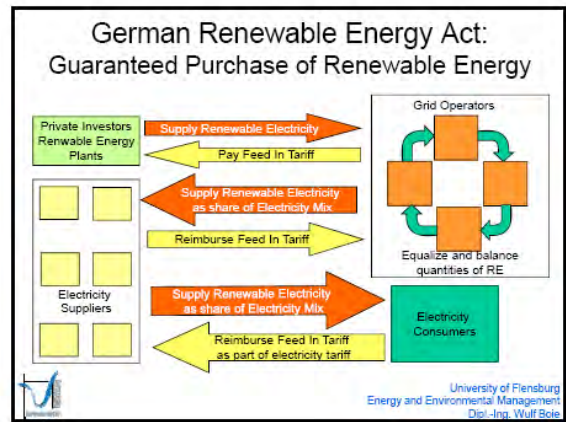 German Renewable Energy Act:
Guaranteed Purchase of Renewable Energy
Private Investors
Renwable Energy
Plants
Supply Renewable Electricity
Pay Feed In Tariff
Grid Operators
Equalize and balance
quantities of RE
Supply Renewable Electricity
as share of Electricity Mix
Reimburse Feed In Tariff
Electricity
Suppliers
Supply Renewable Electricity
as share of Electricity Mix
Reimburse Feed In Tariff
as part of electricity tariff
Electricity
Consumers
University of Flensburg
Energy and Environmental Management
Dipl.-Ing. Wulf Boie